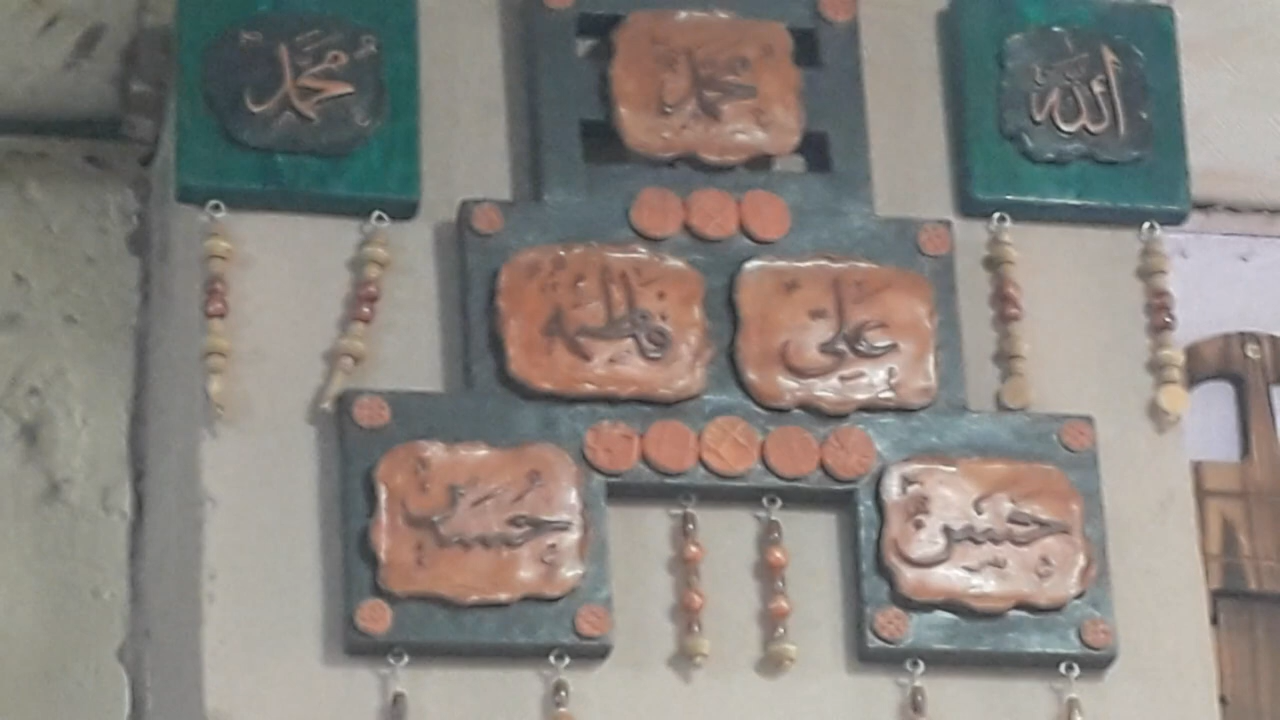 الله
محمد
محمد
علی
فاطمه
حسن
حسین